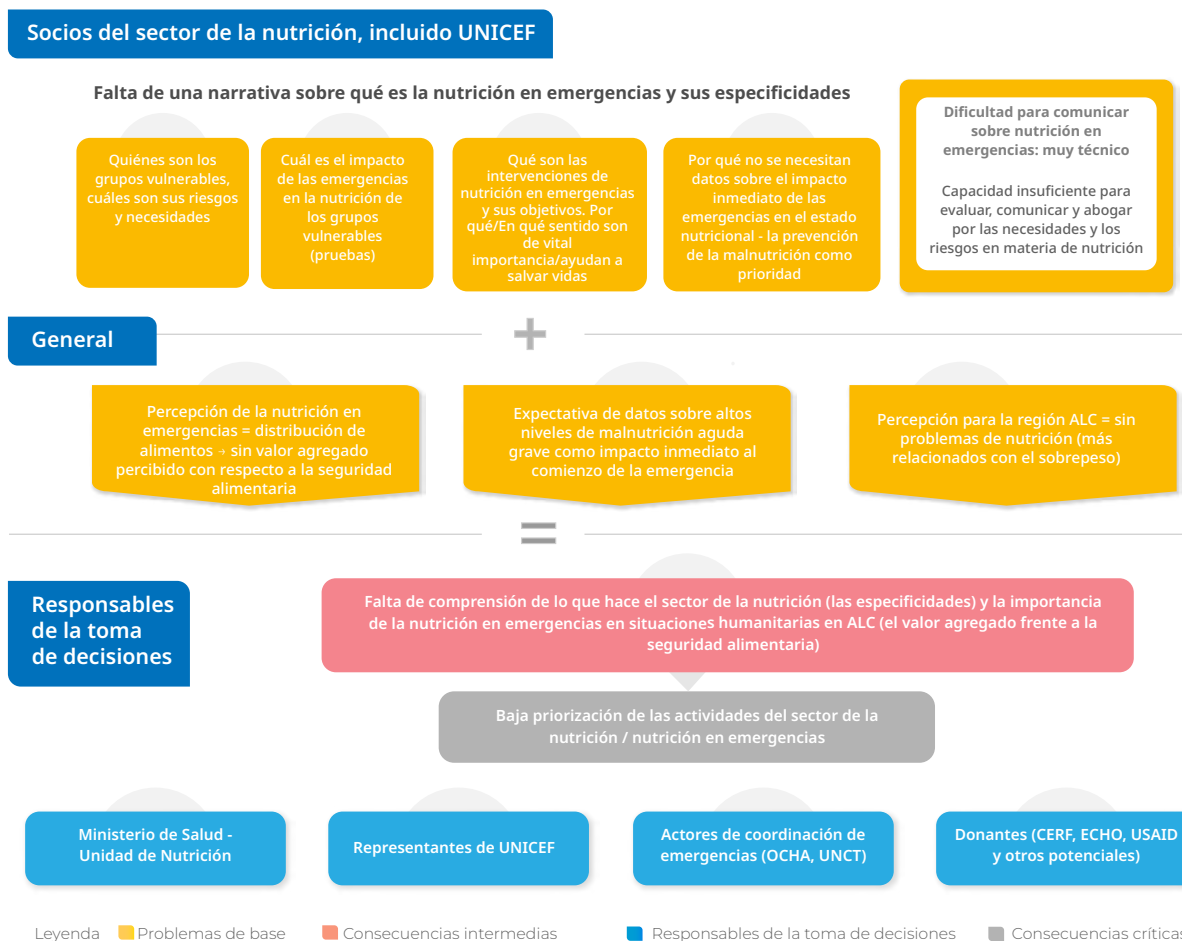 Socios del sector de la nutrición, incluido UNICEF
Falta de una narrativa sobre qué es la nutrición en emergencias y sus especificidades
Quiénes son los
grupos vulnerables,
cuáles son sus riesgos
y necesidades
Cuál es el impacto
de las emergencias
en la nutrición de
los grupos
vulnerables
(pruebas)
Qué son las
intervenciones de
nutrición en emergencias
y sus objetivos. Por
qué/En qué sentido son
de vital
importancia/ayudan a
salvar vidas
Por qué no se necesitan
datos sobre el impacto
inmediato de las
emergencias en el estado
nutricional - la prevención
de la malnutrición como
prioridad
Dificultad para comunicar
sobre nutrición en
emergencias: muy técnico
Capacidad insuficiente para
evaluar, comunicar y abogar
por las necesidades y los
riesgos en materia de nutrición
+
General
Percepción de la nutrición en
emergencias = distribución de
alimentos → sin valor agregado
percibido con respecto a la seguridad
alimentaria
Expectativa de datos sobre altos
niveles de malnutrición aguda
grave como impacto inmediato al
comienzo de la emergencia
Percepción para la región ALC = sin
problemas de nutrición (más
relacionados con el sobrepeso)
=
Responsables
de la toma
de decisiones
Falta de comprensión de lo que hace el sector de la nutrición (las especificidades) y la importancia
de la nutrición en emergencias en situaciones humanitarias en ALC (el valor agregado frente a la
seguridad alimentaria)
Baja priorización de las actividades del sector de la
nutrición / nutrición en emergencias
Ministerio de Salud -
Unidad de Nutrición
Representantes de UNICEF
Actores de coordinación de
emergencias (OCHA, UNCT)
Donantes (CERF, ECHO, USAID
y otros potenciales)
Leyenda
Problemas de base
Consecuencias intermedias
Responsables de la toma de decisiones
Consecuencias críticas